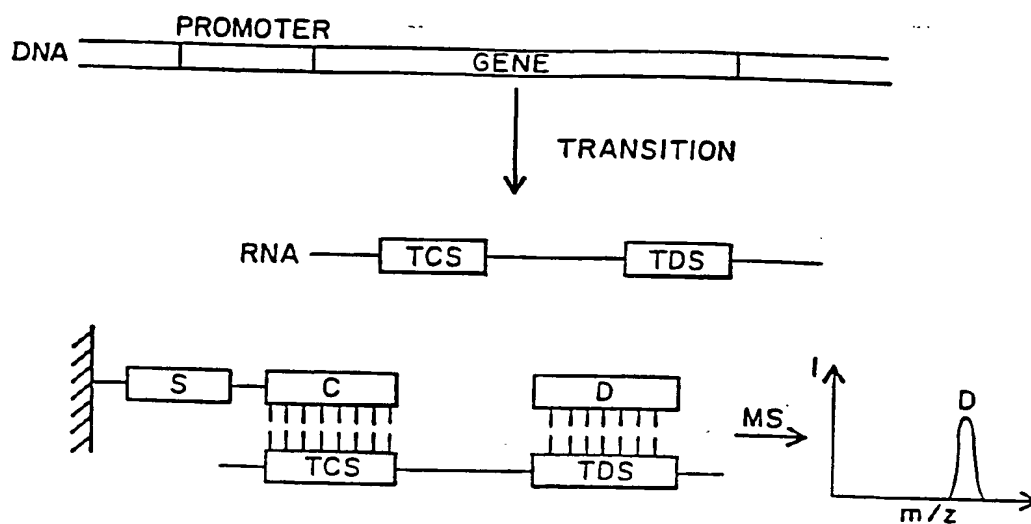 PROMOTER
DNA
GENE
TRANSITION
RNA
TCS
TDS
S
C
D
TCS
TDS
MS
I
D
m/z